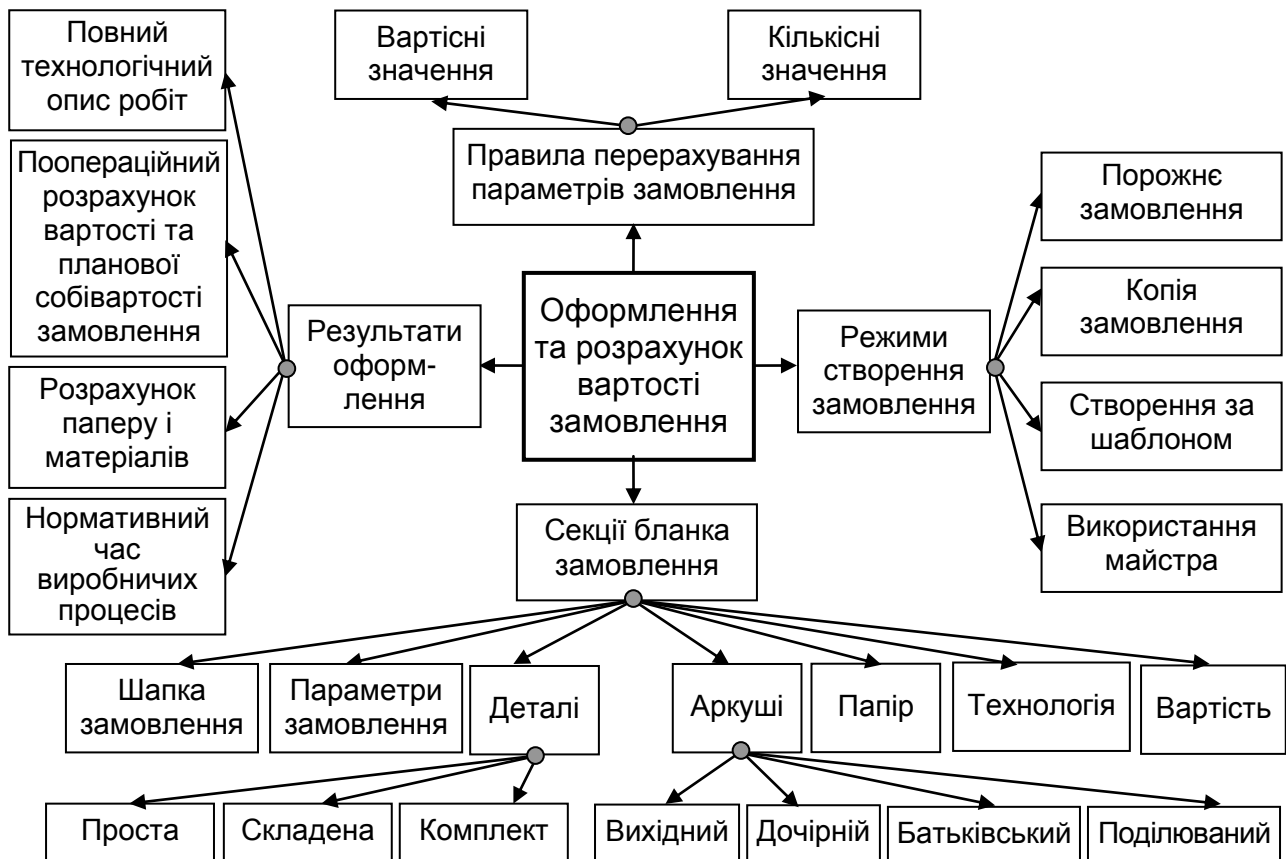 Повний
технологічний
опис робіт
Вартісні
значення
Кількісні
значення
Правила перерахування
параметрів замовлення
Поопераційний
розрахунок
вартості та
планової
собівартості
замовлення
Розрахунок
паперу і
матеріалів
Нормативний
час
виробничих
процесів
Результати
оформ-
лення
Оформлення
та розрахунок
вартості
замовлення
Режими
створення
замовлення
Порожнє
замовлення
Копія
замовлення
Створення за
шаблоном
Використання
майстра
Секції бланка
замовлення
Шапка
замовлення
Параметри
замовлення
Деталі
Аркуші
Папір
Технологія
Вартість
Проста
Складена
Комплект
Вихідний
Дочірній
Батьківський
Поділюваний